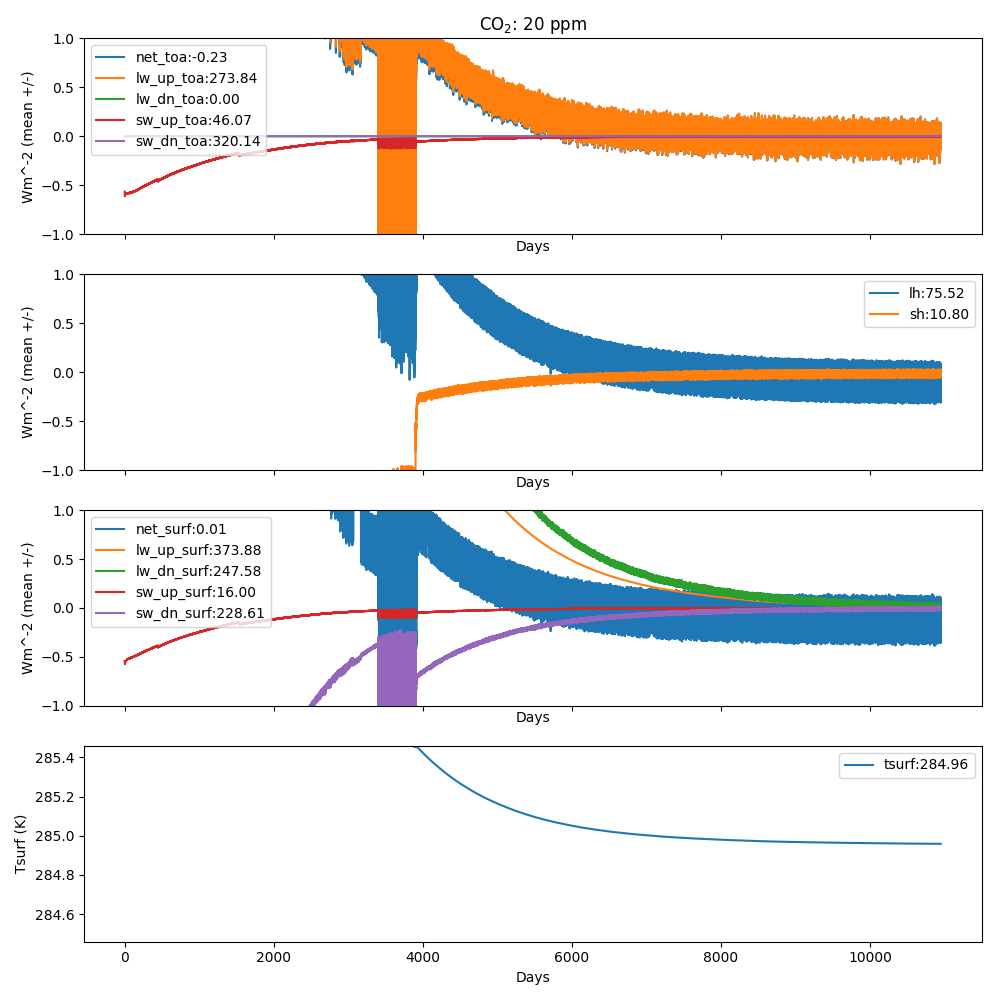 CO₂: 20 ppm
1.0
0.5
0.0
−0.5
−1.0
Wm^-2 (mean +/-)
net_toa:-0.23
lw_up_toa:273.84
lw_dn_toa:0.00
sw_up_toa:46.07
sw_dn_toa:320.14
Days
1.0
0.5
0.0
−0.5
−1.0
Wm^-2 (mean +/-)
lh:75.52
sh:10.80
Days
1.0
0.5
0.0
−0.5
−1.0
Wm^-2 (mean +/-)
net_surf:0.01
lw_up_surf:373.88
lw_dn_surf:247.58
sw_up_surf:16.00
sw_dn_surf:228.61
Days
285.4
285.2
285.0
284.8
284.6
Tsurf (K)
tsurf:284.96
0 2000 4000 6000 8000 10000
Days